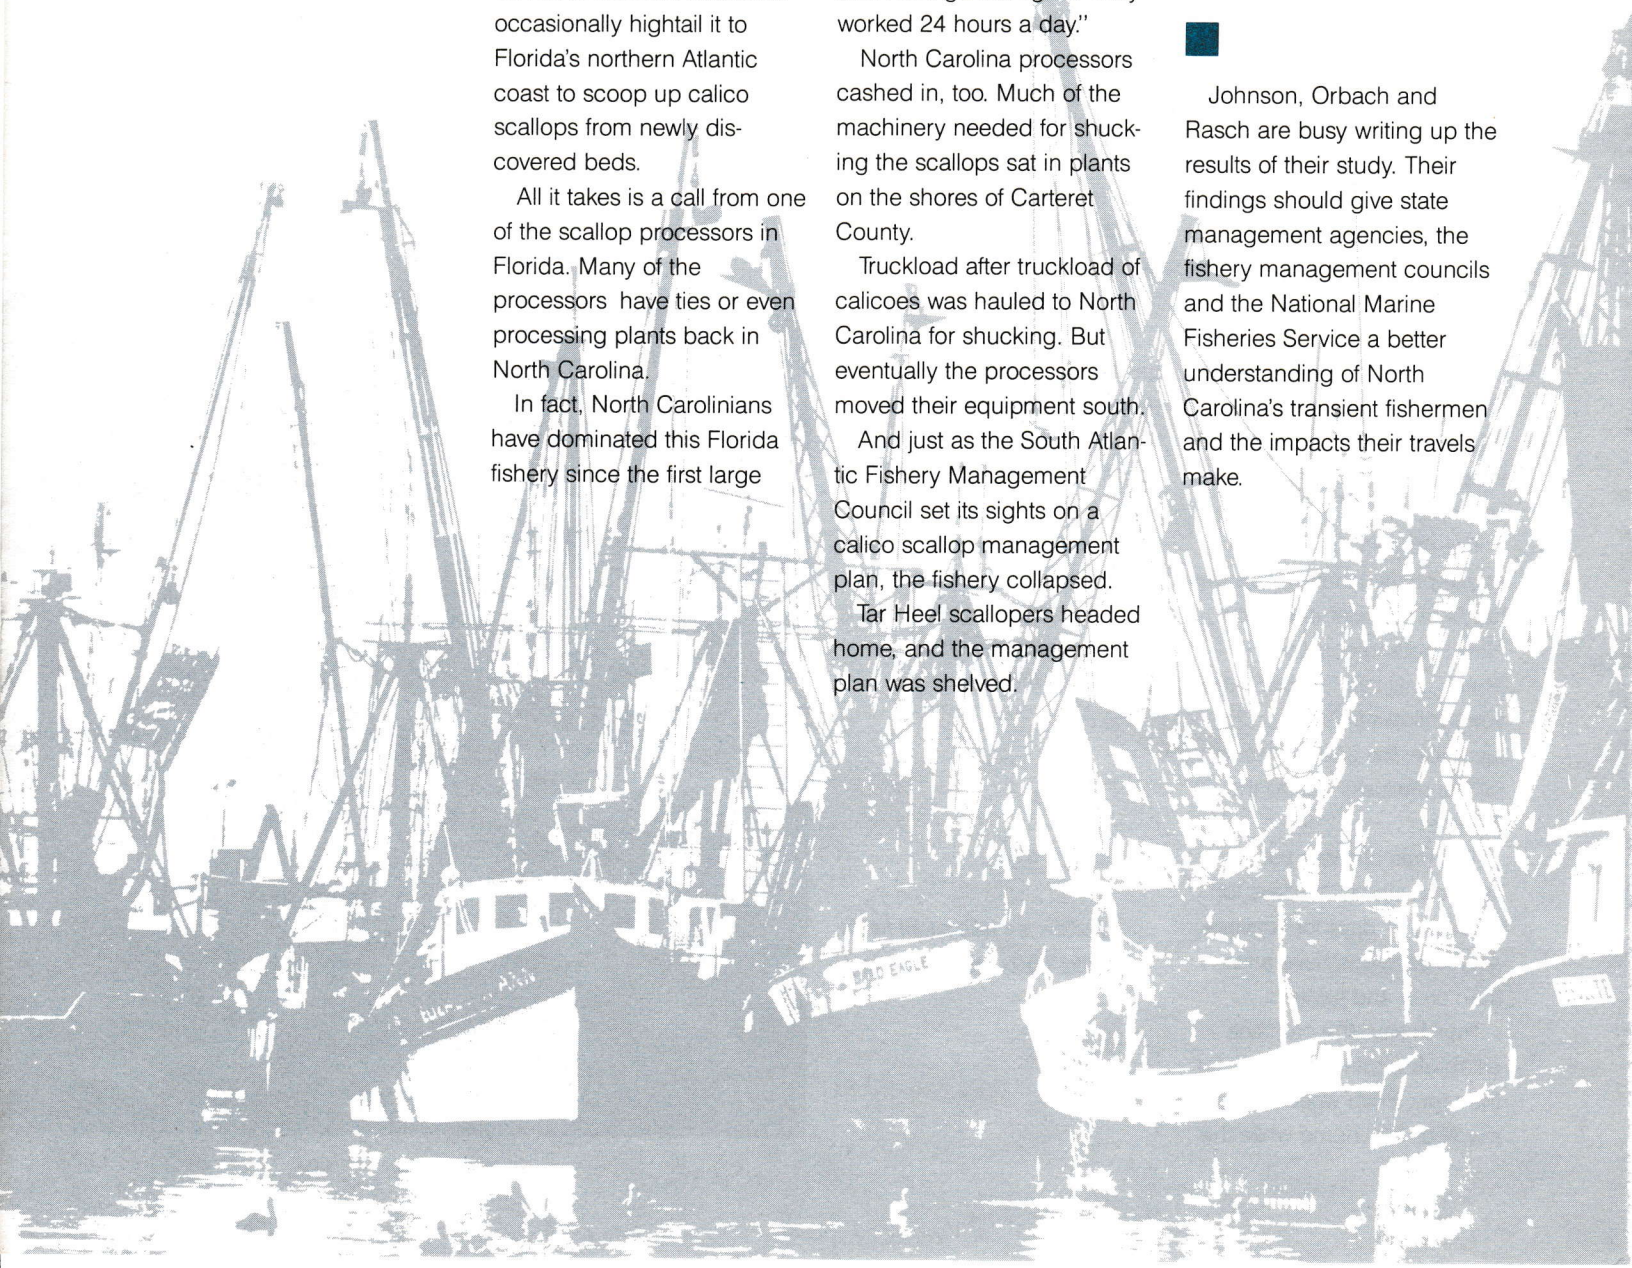 occasionally hightail it to
Florida's northern Atlantic
coast to scoop up calico
scallops from newly dis-
covered beds.
All it takes is a call from one
of the scallop processors in
Florida. Many of the
processors have ties or even
processing plants back in
North Carolina.
In fact, North Carolinians
have dominated this Florida
fishery since the first large
worked 24 hours a day."
North Carolina processors
cashed in, too. Much of the
machinery needed for shuck-
ing the scallops sat in plants
on the shores of Carteret
County.
Truckload after truckload of
calicoes was hauled to North
Carolina for shucking. But
eventually the processors
moved their equipment south.
And just as the South Atlan-
tic Fishery Management
Council set its sights on a
calico scallop management
plan, the fishery collapsed.
Tar Heel scallopers headed
home, and the management
plan was shelved.
Johnson, Orbach and
Rasch are busy writing up the
results of their study. Their
findings should give state
management agencies, the
fishery management councils
and the National Marine
Fisheries Service a better
understanding of North
Carolina's transient fishermen
and the impacts their travels
make.
ANN
EAGLE